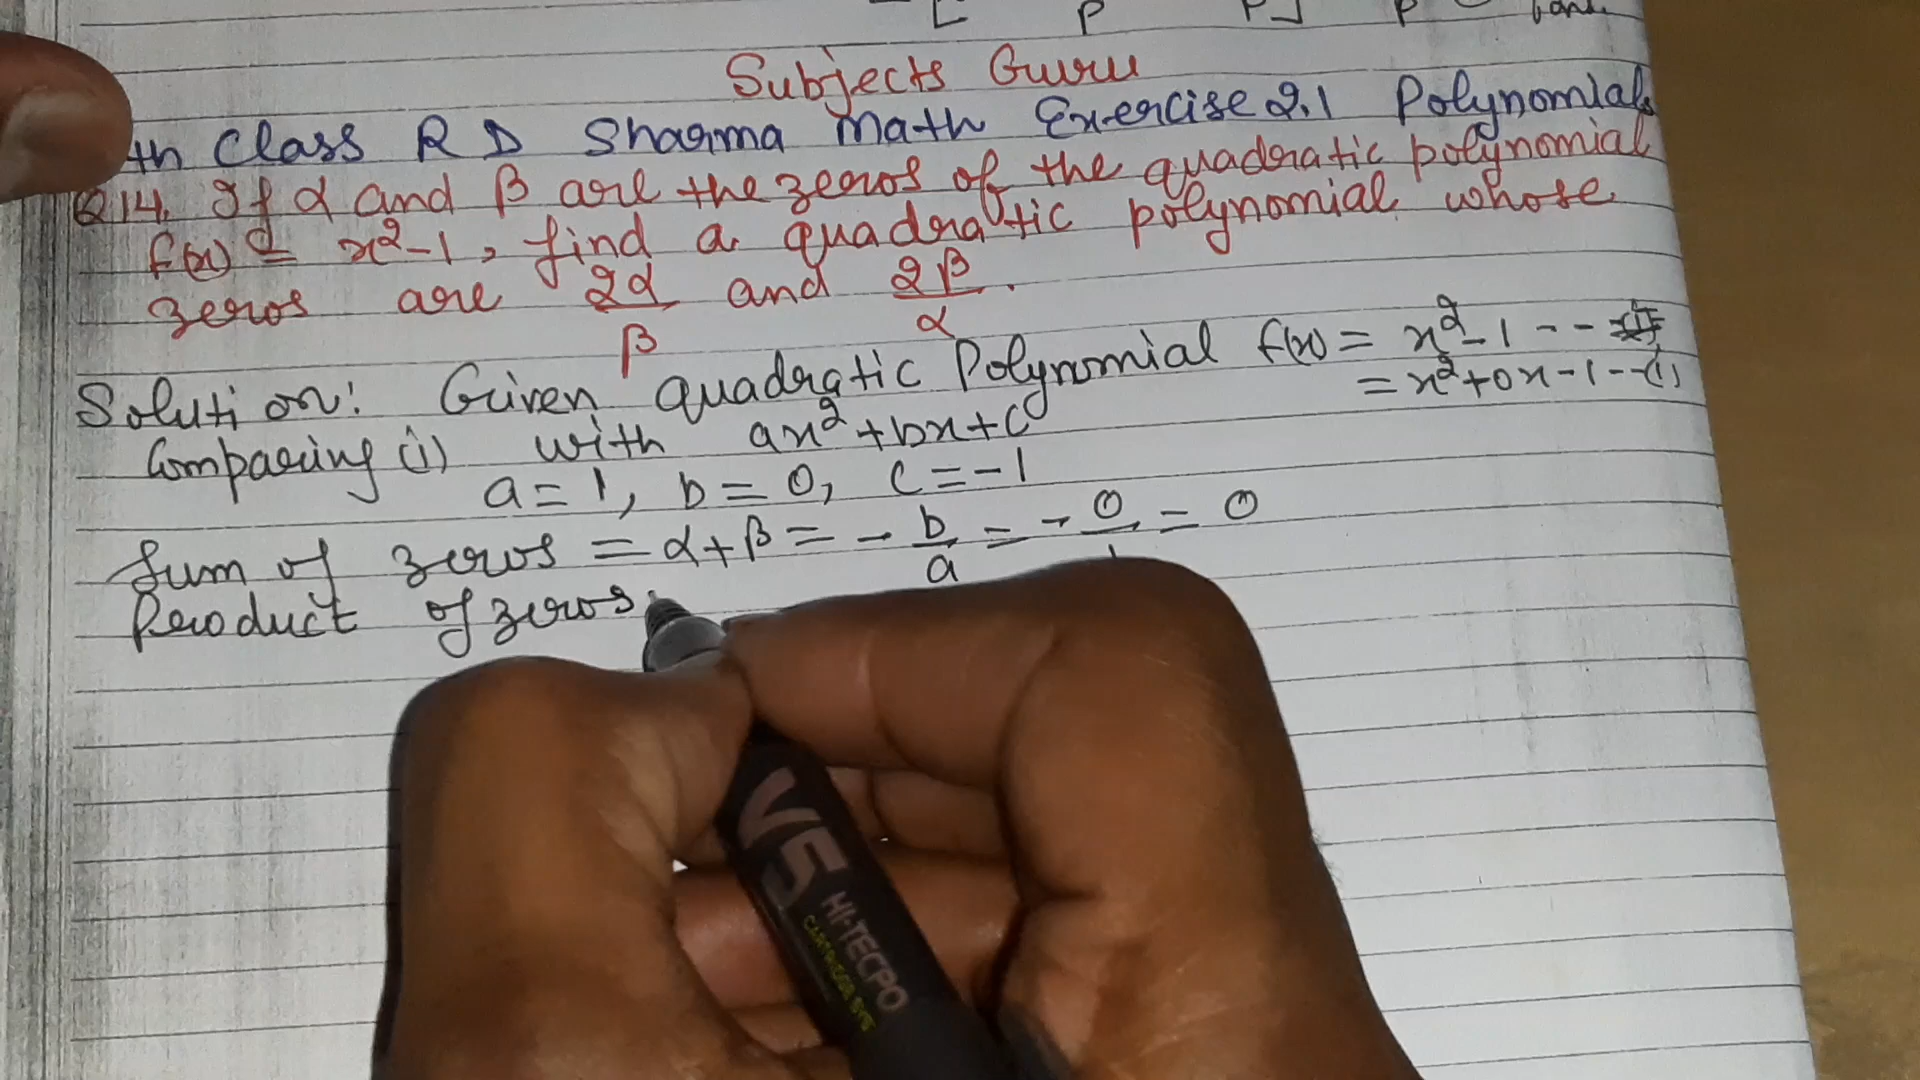 Subjects Guru
th Class R D Sharma Math Exercise 2.1 Polynomials
Q14. If α and β are the zeros of the quadratic polynomial
f(x) = x²-1, find a quadratic polynomial whose
zeros are 2α/β and 2β/α.
Solution: Given quadratic Polynomial f(x) = x²-1 --
= x²+0x-1--(i)
Comparing (i) with ax²+bx+c
a=1, b=0, c=-1
Sum of zeros = α+β = -b/a = -0/1 = 0
Product of zeros
V5
HI-TECPO